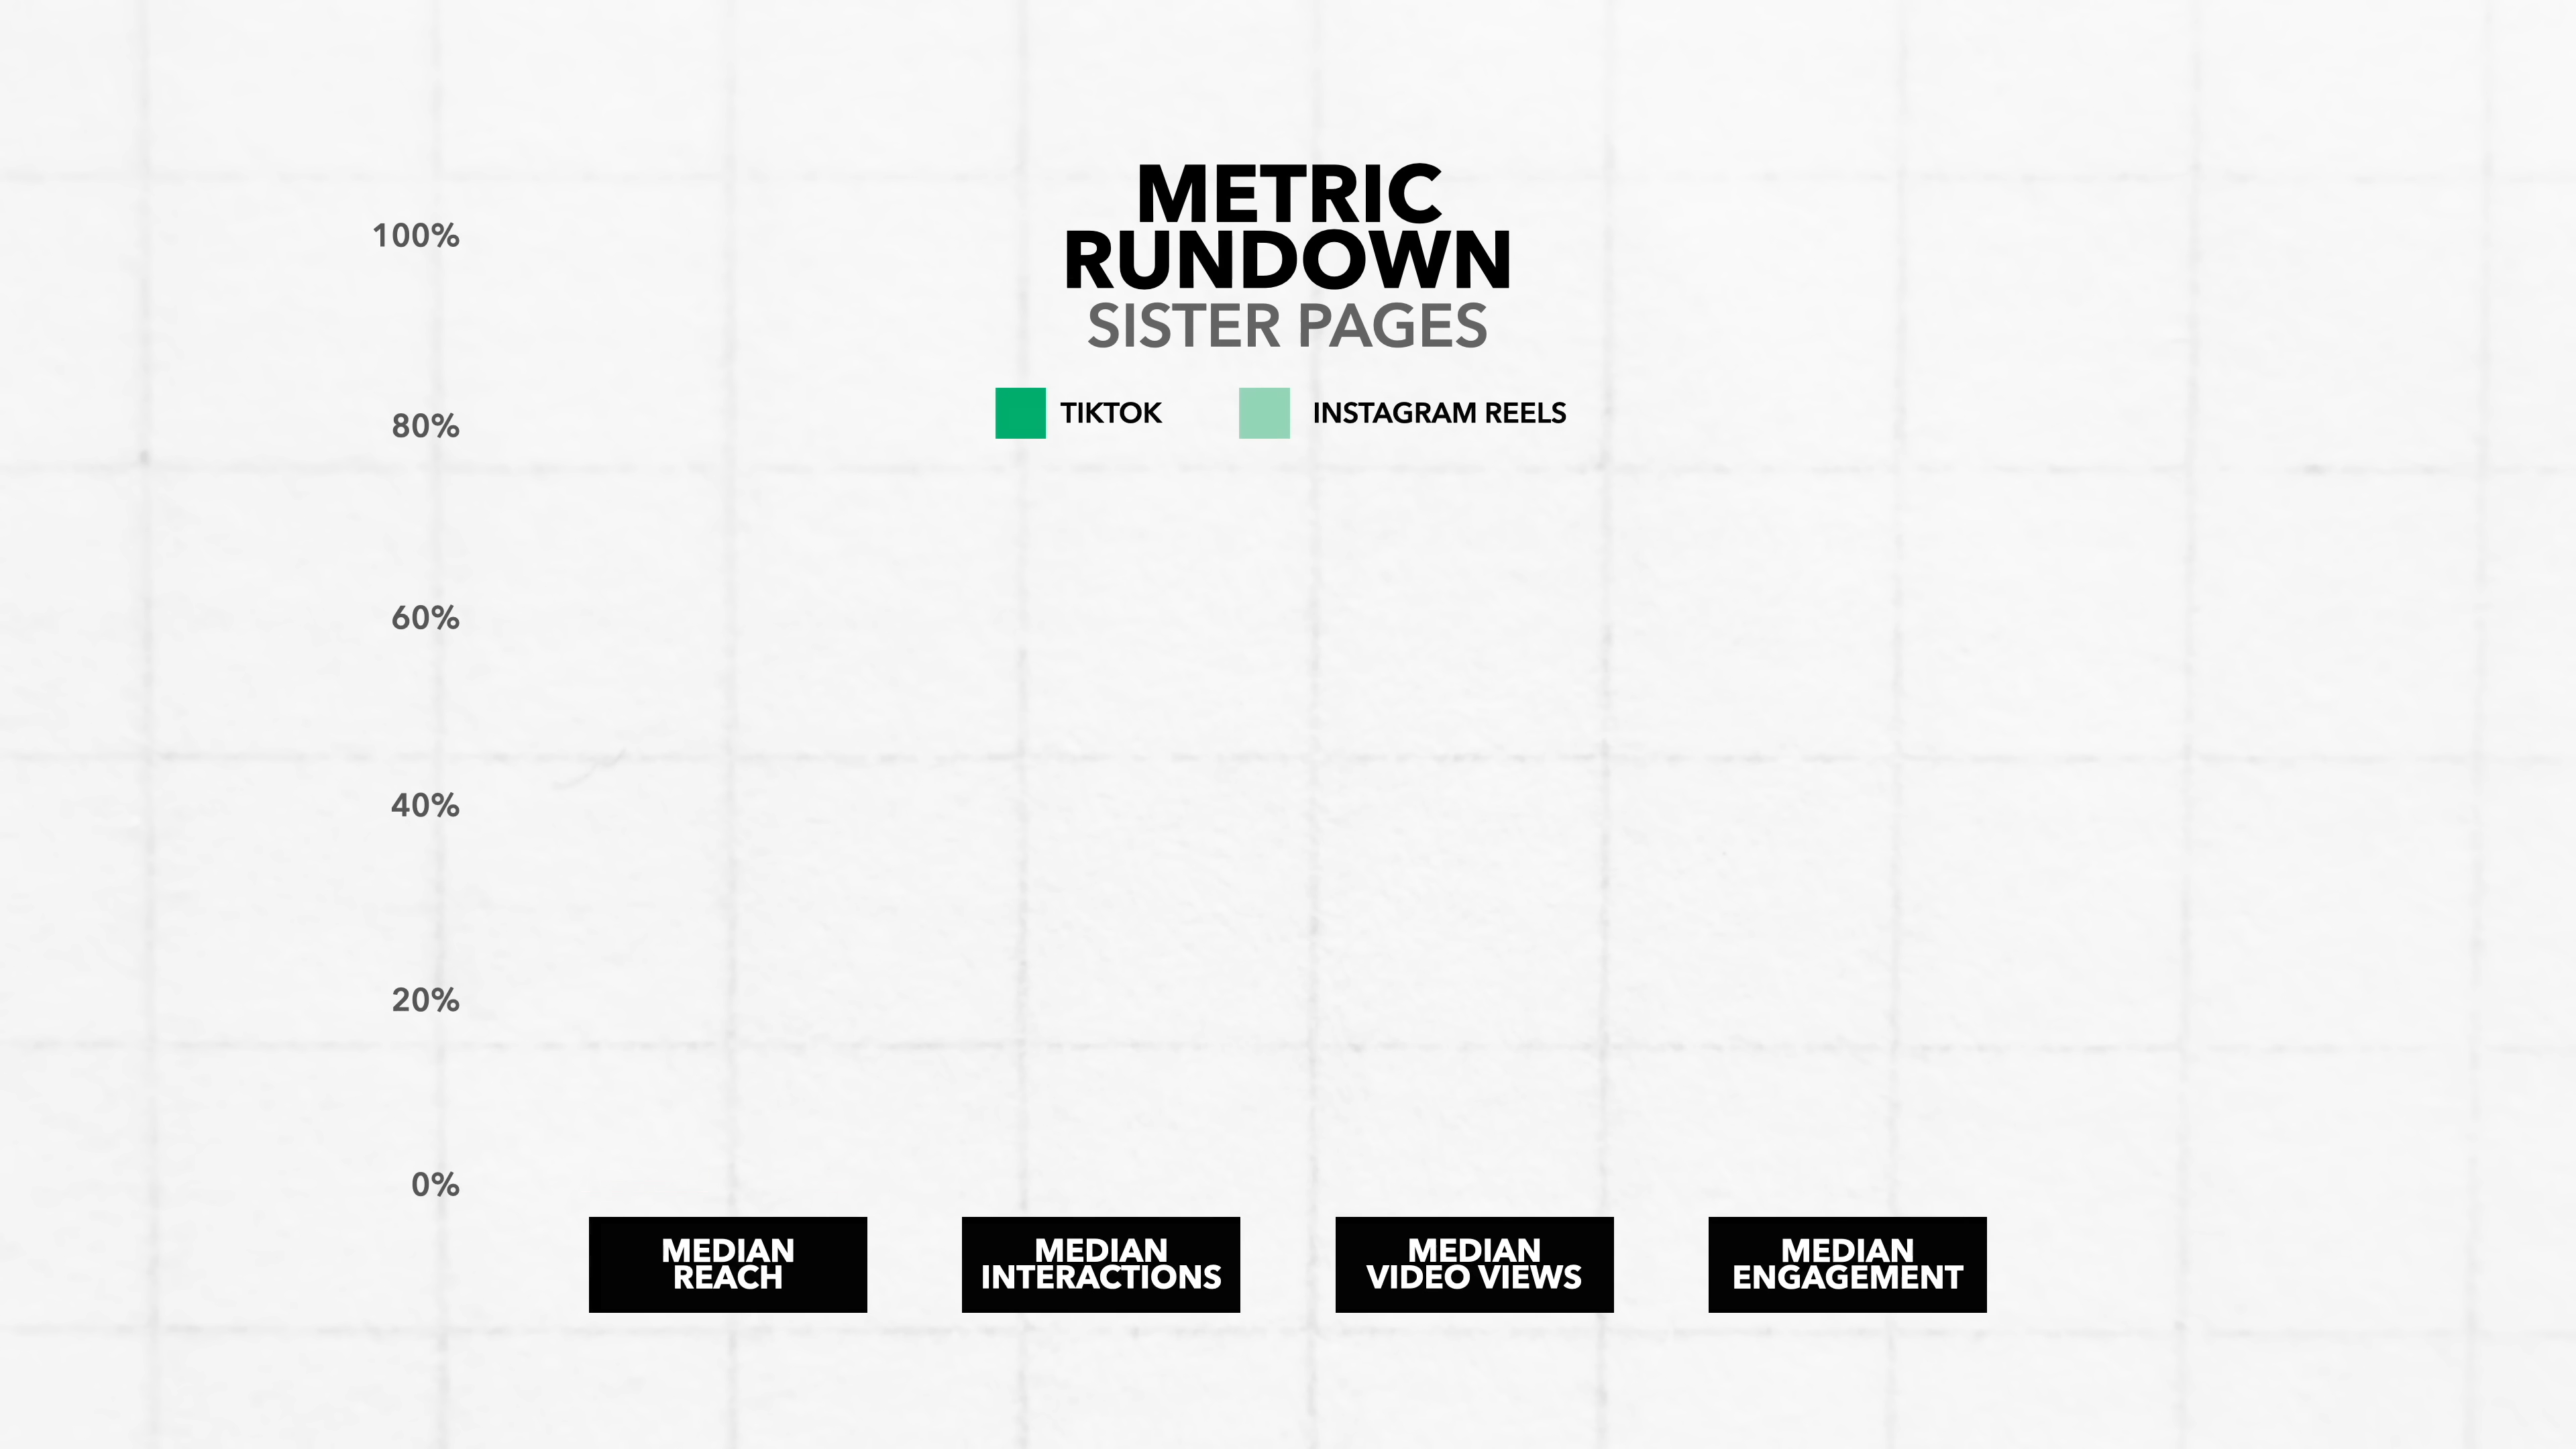 METRIC
RUNDOWN
SISTER PAGES
TIKTOK
INSTAGRAM REELS
100%
80%
60%
40%
20%
0%
MEDIAN
REACH
MEDIAN
INTERACTIONS
MEDIAN
VIDEO VIEWS
MEDIAN
ENGAGEMENT